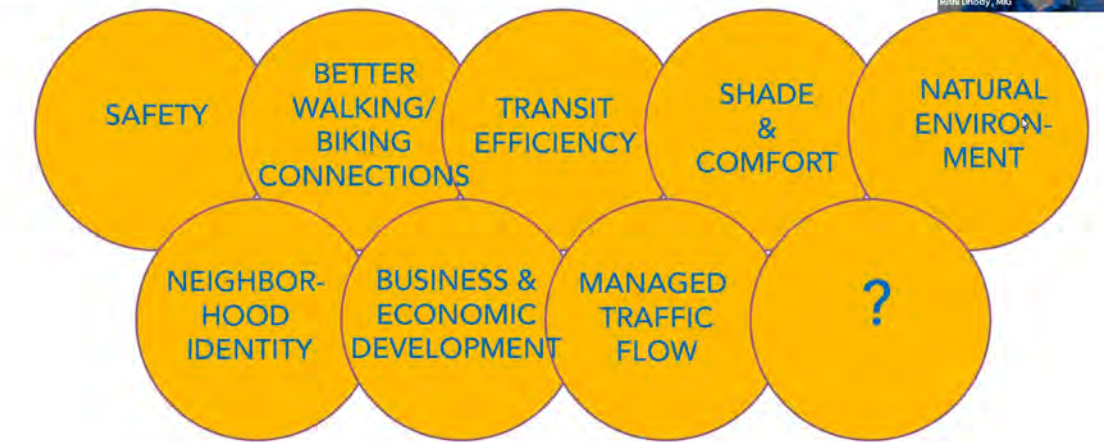 SAFETY
BETTER
WALKING/
BIKING
CONNECTIONS
TRANSIT
EFFICIENCY
SHADE
&
COMFORT
NATURAL
ENVIRON-
MENT
NEIGHBOR-
HOOD
IDENTITY
BUSINESS &
ECONOMIC
DEVELOPMENT
MANAGED
TRAFFIC
FLOW
?